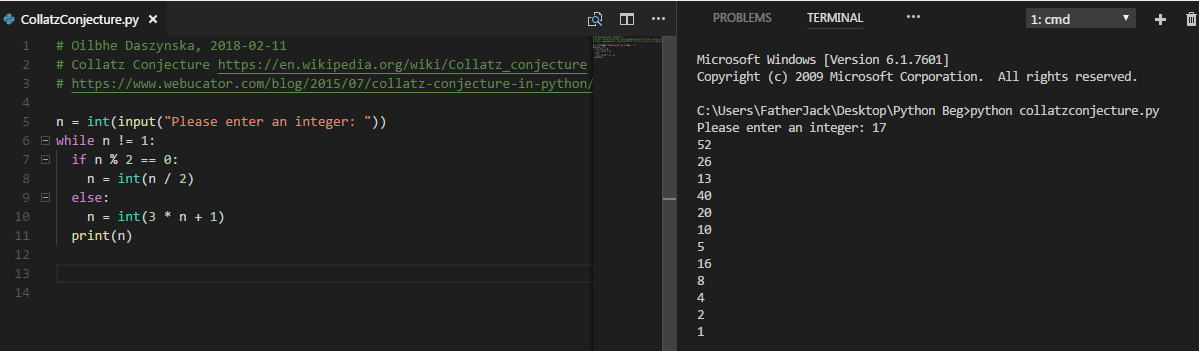 CollatzConjecture.py
1 # Oilbhe Daszynska, 2018-02-11
2 # Collatz Conjecture https://en.wikipedia.org/wiki/Collatz_conjecture
3 # https://www.webucator.com/blog/2015/07/collatz-conjecture-in-python/
4
5 n = int(input("Please enter an integer: "))
6 while n != 1:
7   if n % 2 == 0:
8     n = int(n / 2)
9   else:
10     n = int(3 * n + 1)
11   print(n)
12
13
14
PROBLEMS TERMINAL ··· 1: cmd
Microsoft Windows [Version 6.1.7601]
Copyright (c) 2009 Microsoft Corporation.  All rights reserved.
C:\Users\FatherJack\Desktop\Python Beg>python collatzconjecture.py
Please enter an integer: 17
52
26
13
40
20
10
5
16
8
4
2
1